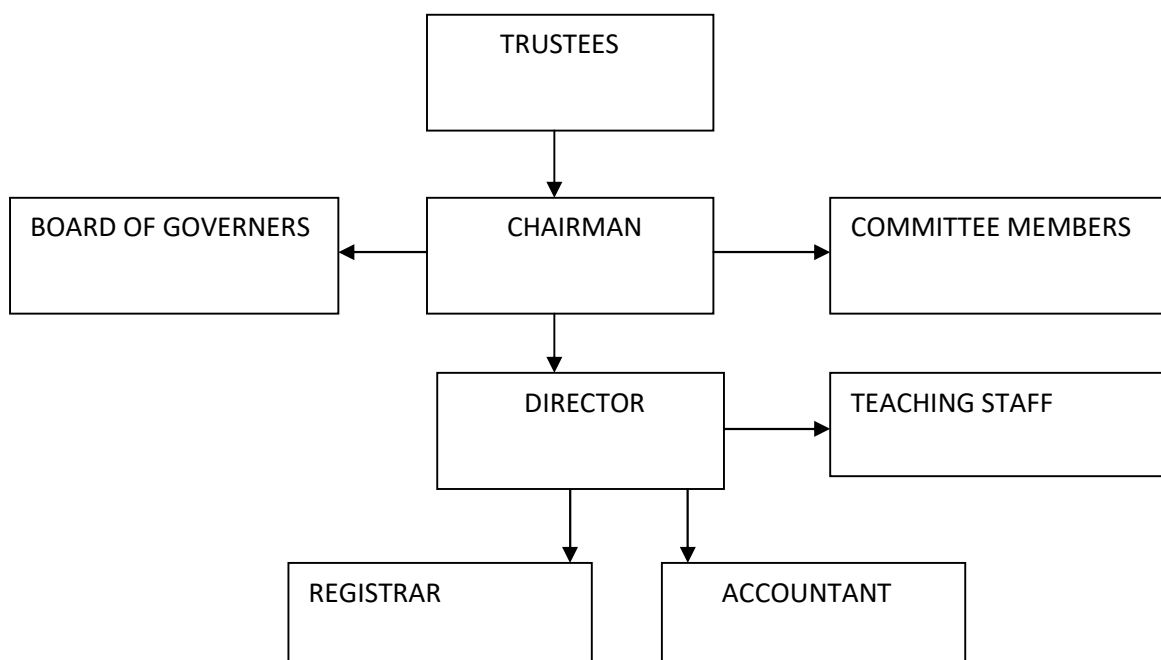 TRUSTEES
BOARD OF GOVERNERS
CHAIRMAN
COMMITTEE MEMBERS
DIRECTOR
TEACHING STAFF
REGISTRAR
ACCOUNTANT